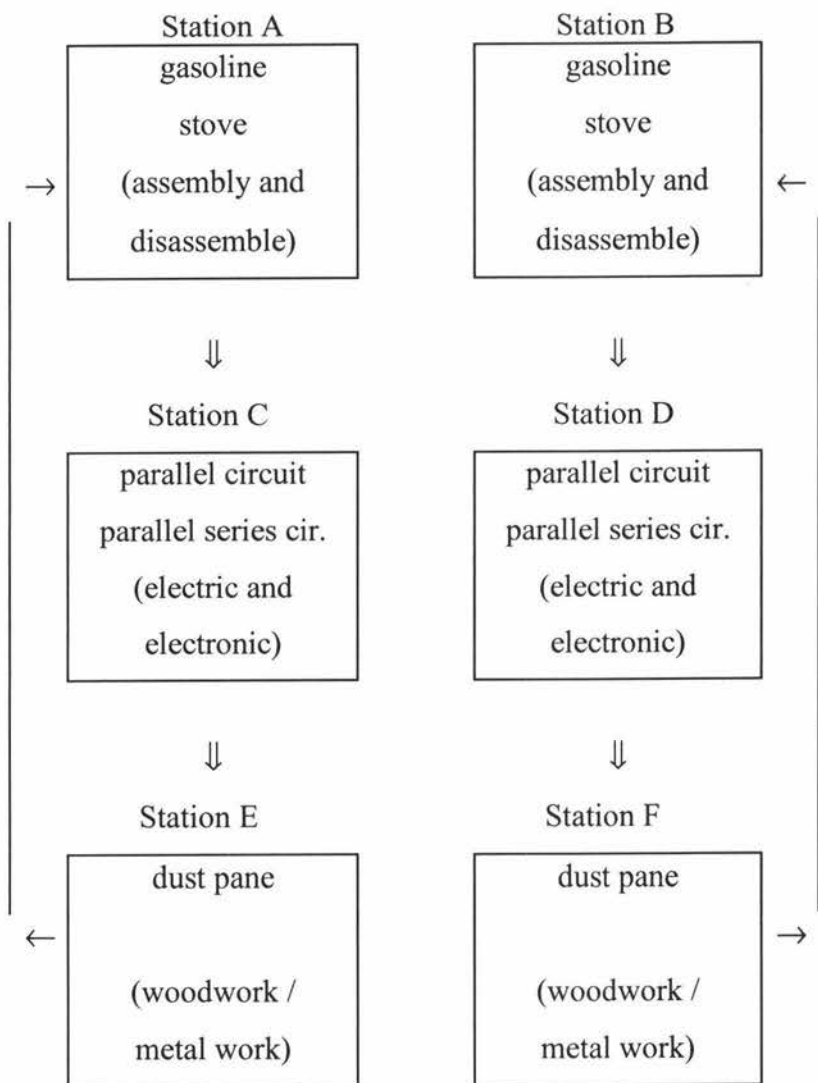 Station A
gasoline
stove
(assembly and
disassemble)
Station B
gasoline
stove
(assembly and
disassemble)
→
←
⇓
⇓
Station C
parallel circuit
parallel series cir.
(electric and
electronic)
Station D
parallel circuit
parallel series cir.
(electric and
electronic)
⇓
⇓
Station E
dust pane
(woodwork /
metal work)
Station F
dust pane
(woodwork /
metal work)
←
→